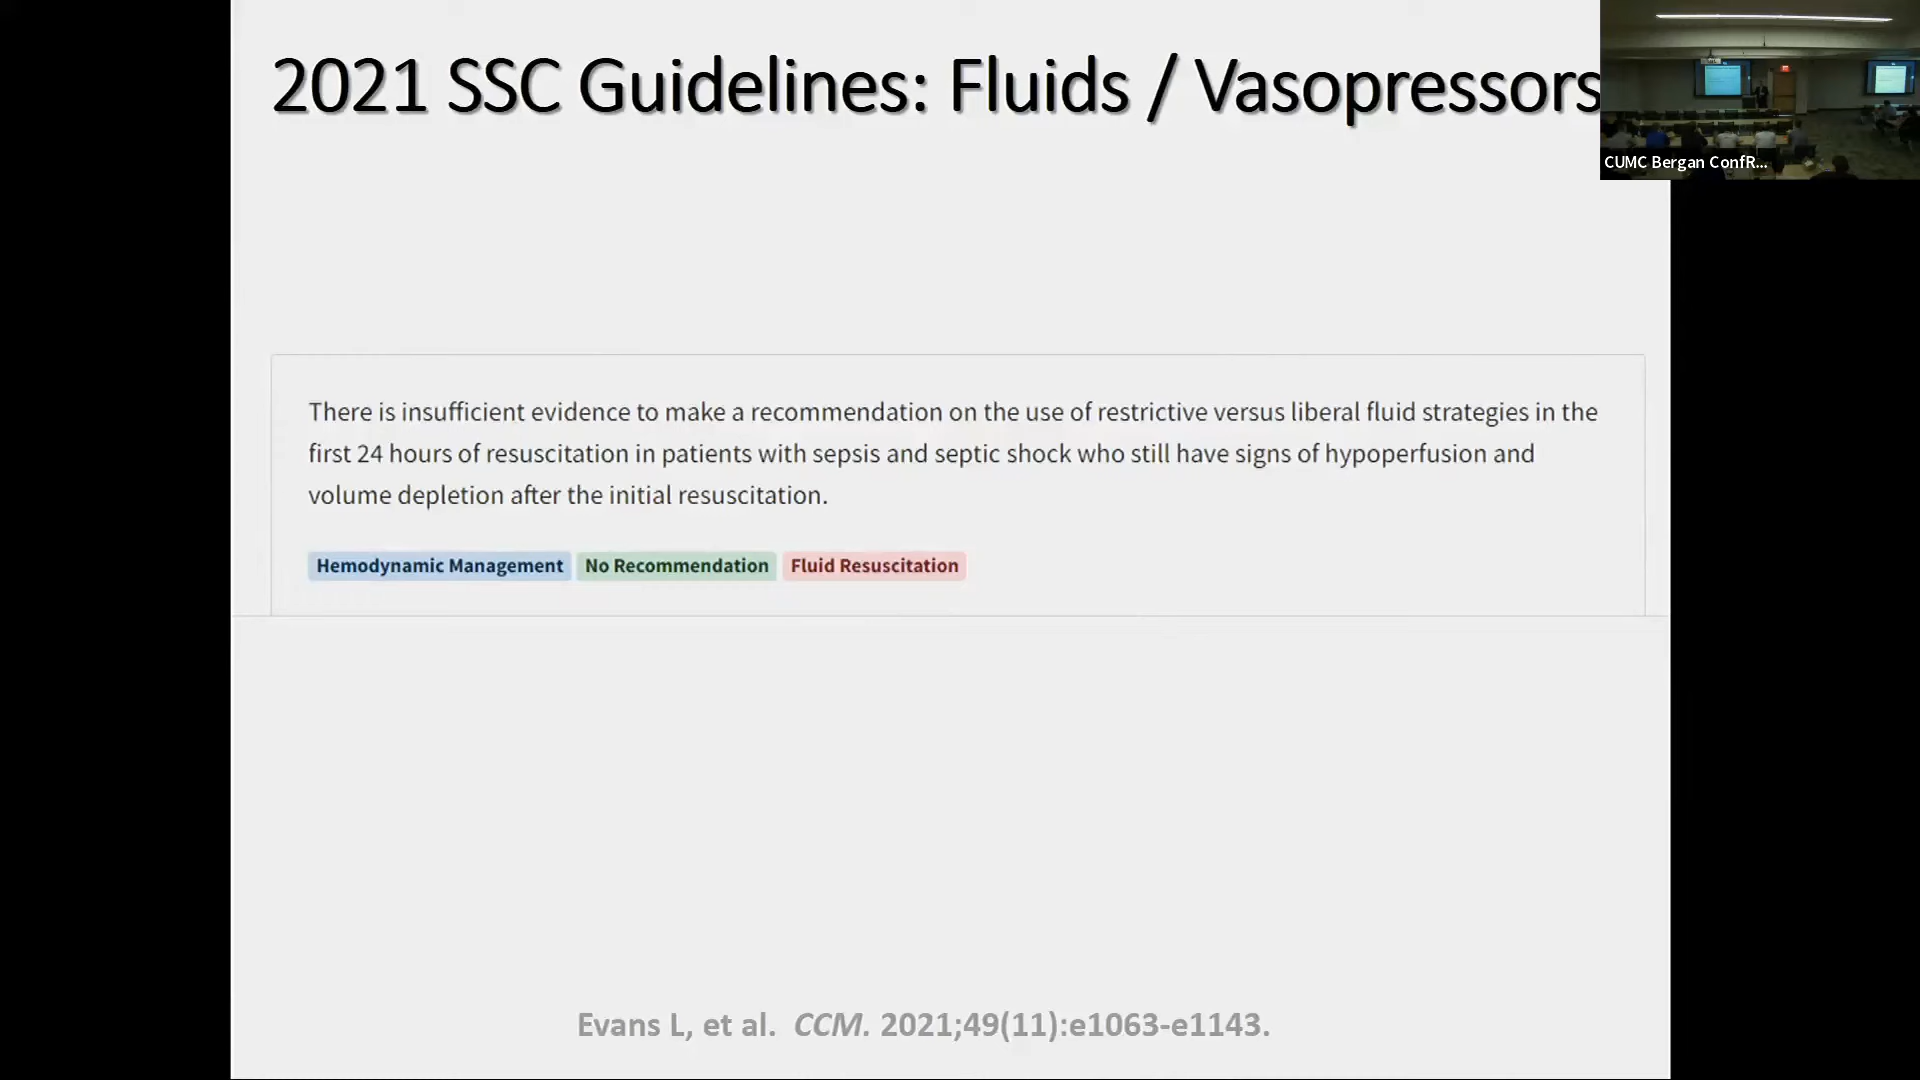 2021 SSC Guidelines: Fluids / Vasopressors
CUMC Bergan ConfR...
There is insufficient evidence to make a recommendation on the use of restrictive versus liberal fluid strategies in the
first 24 hours of resuscitation in patients with sepsis and septic shock who still have signs of hypoperfusion and
volume depletion after the initial resuscitation.
Hemodynamic Management No Recommendation Fluid Resuscitation
Evans L, et al. CCM. 2021;49(11):e1063-e1143.